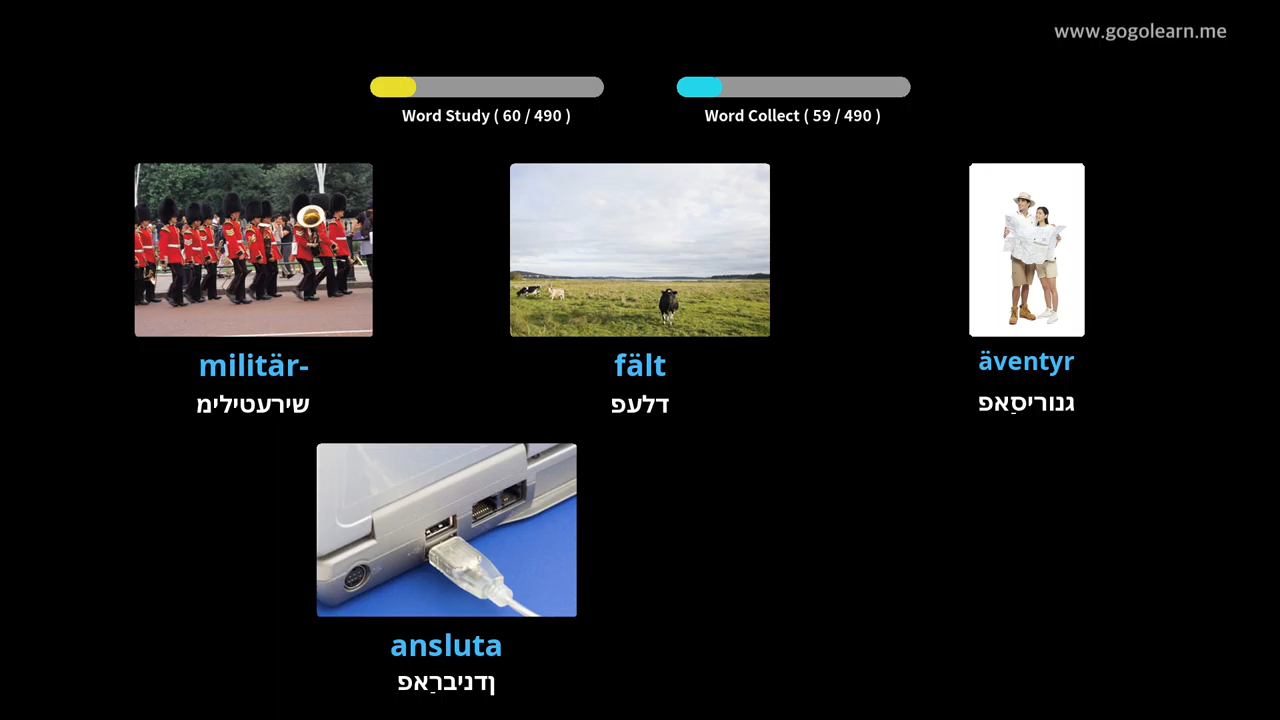 www.gogolearn.me
Word Study ( 60 / 490 )
Word Collect ( 59 / 490 )
militär-
שירעטילימ
fält
דלעפ
äventyr
גנוריסַאפ
ansluta
ןדניברַאפ